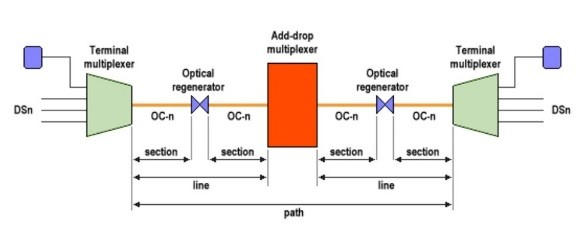 Add-drop
multiplexer
Terminal
multiplexer
Terminal
multiplexer
Optical
regenerator
Optical
regenerator
DSn
OC-n
OC-n
OC-n
OC-n
DSn
section
section
section
section
line
line
path